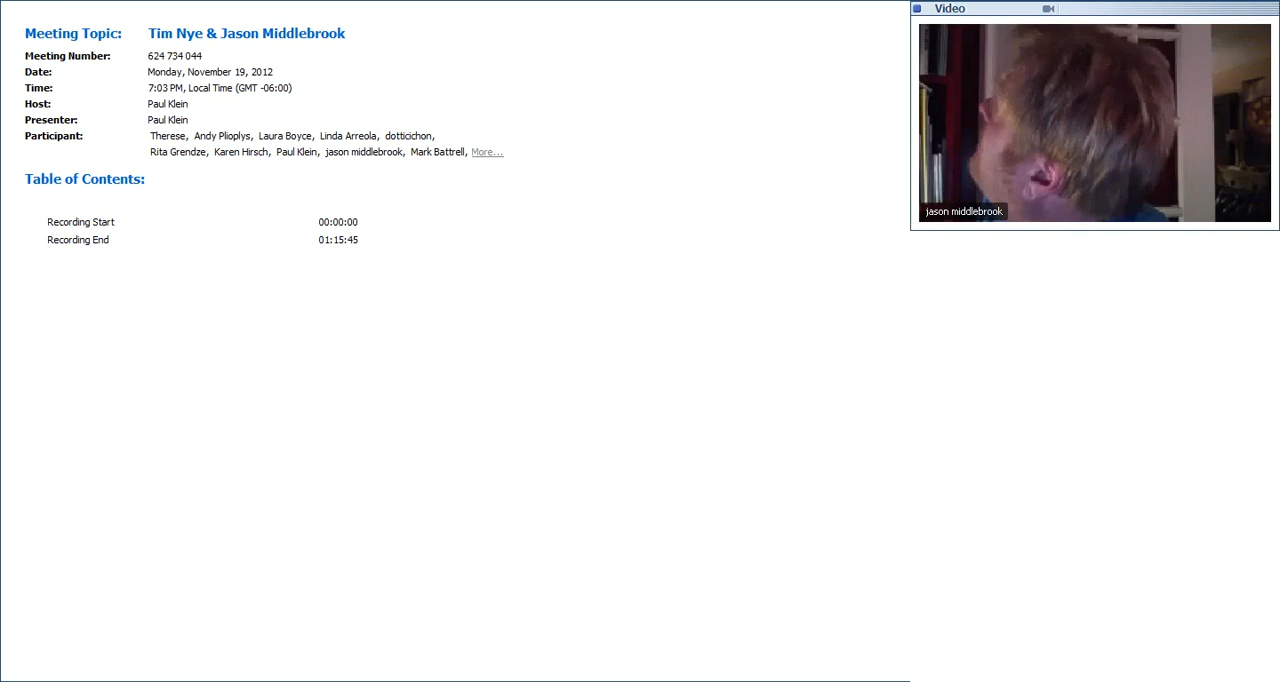 Meeting Topic: Tim Nye & Jason Middlebrook
Meeting Number: 624 734 044
Date: Monday, November 19, 2012
Time: 7:03 PM, Local Time (GMT -06:00)
Host: Paul Klein
Presenter: Paul Klein
Participant: Therese, Andy Plioplys, Laura Boyce, Linda Arreola, dotticichon,
Rita Grendze, Karen Hirsch, Paul Klein, jason middlebrook, Mark Battrell, More...
Table of Contents:
Recording Start 00:00:00
Recording End 01:15:45
Video
jason middlebrook